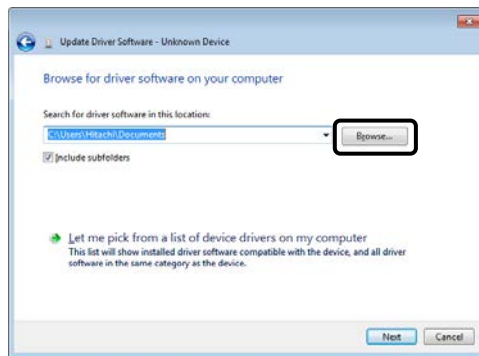 Update Driver Software - Unknown Device
Browse for driver software on your computer
Search for driver software in this location:
C:\Users\Hitachi\Documents
Browse...
Include subfolders
Let me pick from a list of device drivers on my computer
This list will show installed driver software compatible with the device, and all driver
software in the same category as the device.
Next
Cancel